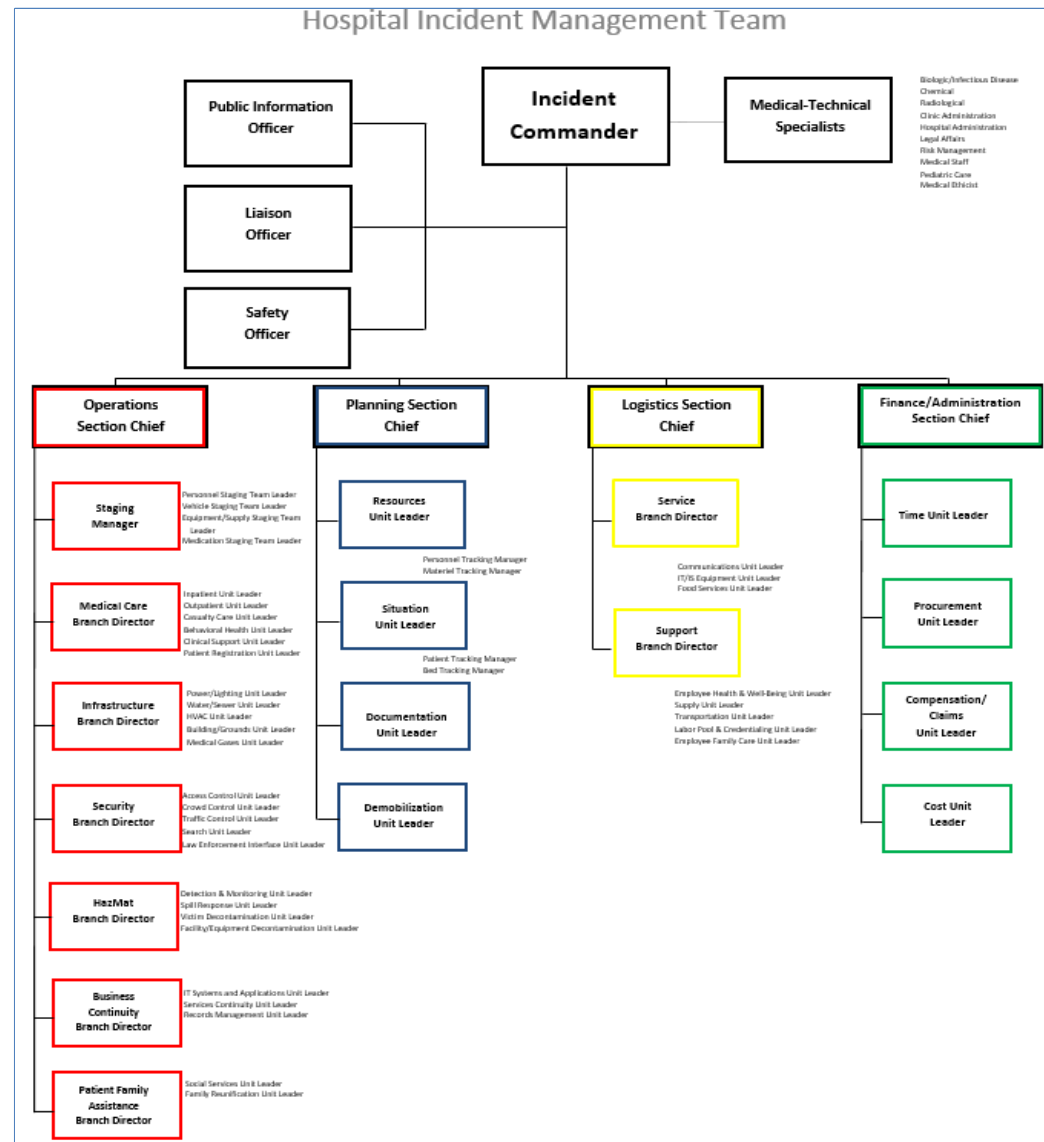 Hospital Incident Management Team
Public Information
Officer
Incident
Commander
Medical-Technical
Specialists
Biologic/Infectious Disease
Chemical
Radiological
Clinic Administration
Hospital Administration
Legal Affairs
Risk Management
Medical Staff
Pediatric Care
Medical Ethicist
Liaison
Officer
Safety
Officer
Operations
Section Chief
Planning Section
Chief
Logistics Section
Chief
Finance/Administration
Section Chief
Staging
Manager
Personnel Staging Team Leader
Vehicle Staging Team Leader
Equipment/Supply Staging Team
Leader
Medication Staging Team Leader
Medical Care
Branch Director
Inpatient Unit Leader
Outpatient Unit Leader
Casualty Care Unit Leader
Behavioral Health Unit Leader
Clinical Support Unit Leader
Patient Registration Unit Leader
Infrastructure
Branch Director
Power/Lighting Unit Leader
Water/Sewer Unit Leader
HVAC Unit Leader
Building/Grounds Unit Leader
Medical Gases Unit Leader
Security
Branch Director
Access Control Unit Leader
Crowd Control Unit Leader
Traffic Control Unit Leader
Search Unit Leader
Law Enforcement Interface Unit Leader
HazMat
Branch Director
Detection & Monitoring Unit Leader
Spill Response Unit Leader
Victim Decontamination Unit Leader
Facility/Equipment Decontamination Unit Leader
Business
Continuity
Branch Director
IT Systems and Applications Unit Leader
Services Continuity Unit Leader
Records Management Unit Leader
Patient Family
Assistance
Branch Director
Social Services Unit Leader
Family Reunification Unit Leader
Resources
Unit Leader
Personnel Tracking Manager
Materiel Tracking Manager
Situation
Unit Leader
Patient Tracking Manager
Bed Tracking Manager
Documentation
Unit Leader
Demobilization
Unit Leader
Service
Branch Director
Communications Unit Leader
IT/IS Equipment Unit Leader
Food Services Unit Leader
Support
Branch Director
Employee Health & Well-Being Unit Leader
Supply Unit Leader
Transportation Unit Leader
Labor Pool & Credentialing Unit Leader
Employee Family Care Unit Leader
Time Unit Leader
Procurement
Unit Leader
Compensation/
Claims
Unit Leader
Cost Unit
Leader